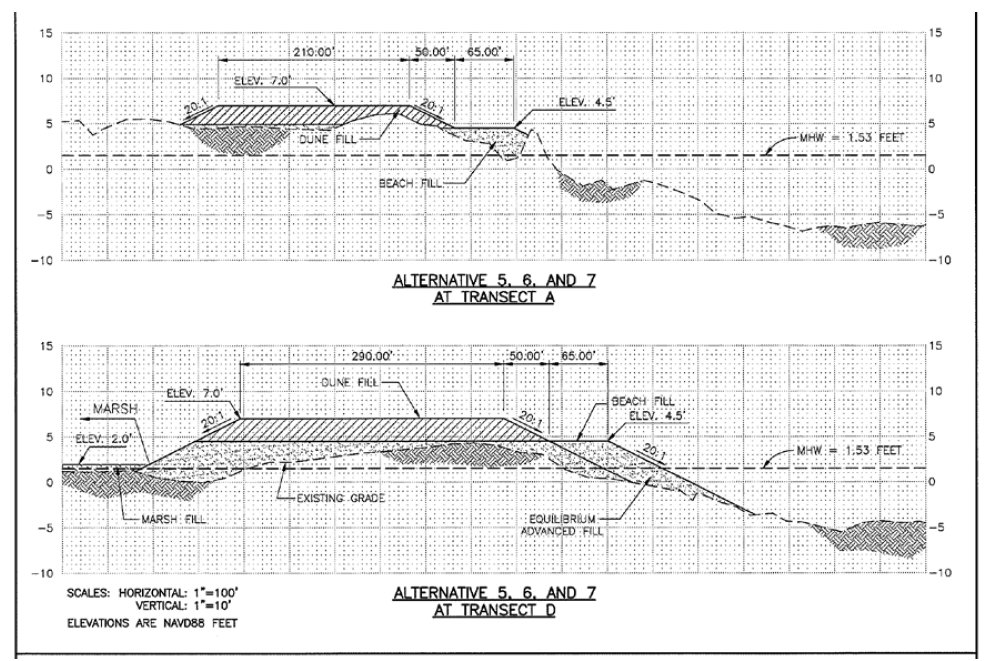 15
15
210.00'
50.00'
65.00'
10
10
ELEV. 7.0'
20:1
20:1
ELEV. 4.5'
5
5
DUNE FILL
MHW = 1.53 FEET
0
0
BEACH FILL
-5
-5
-10
-10
ALTERNATIVE 5, 6, AND 7
AT TRANSECT A
15
15
290.00'
50.00'
65.00'
DUNE FILL
10
10
ELEV. 7.0'
BEACH FILL
MARSH
20:1
20:1
ELEV. 4.5'
5
5
ELEV. 2.0'
20:1
MHW = 1.53 FEET
0
0
EXISTING GRADE
MARSH FILL
EQUILIBRIUM
ADVANCED FILL
-5
-5
-10
-10
SCALES: HORIZONTAL: 1"=100'
VERTICAL: 1"=10'
ELEVATIONS ARE NAVD88 FEET
ALTERNATIVE 5, 6, AND 7
AT TRANSECT D